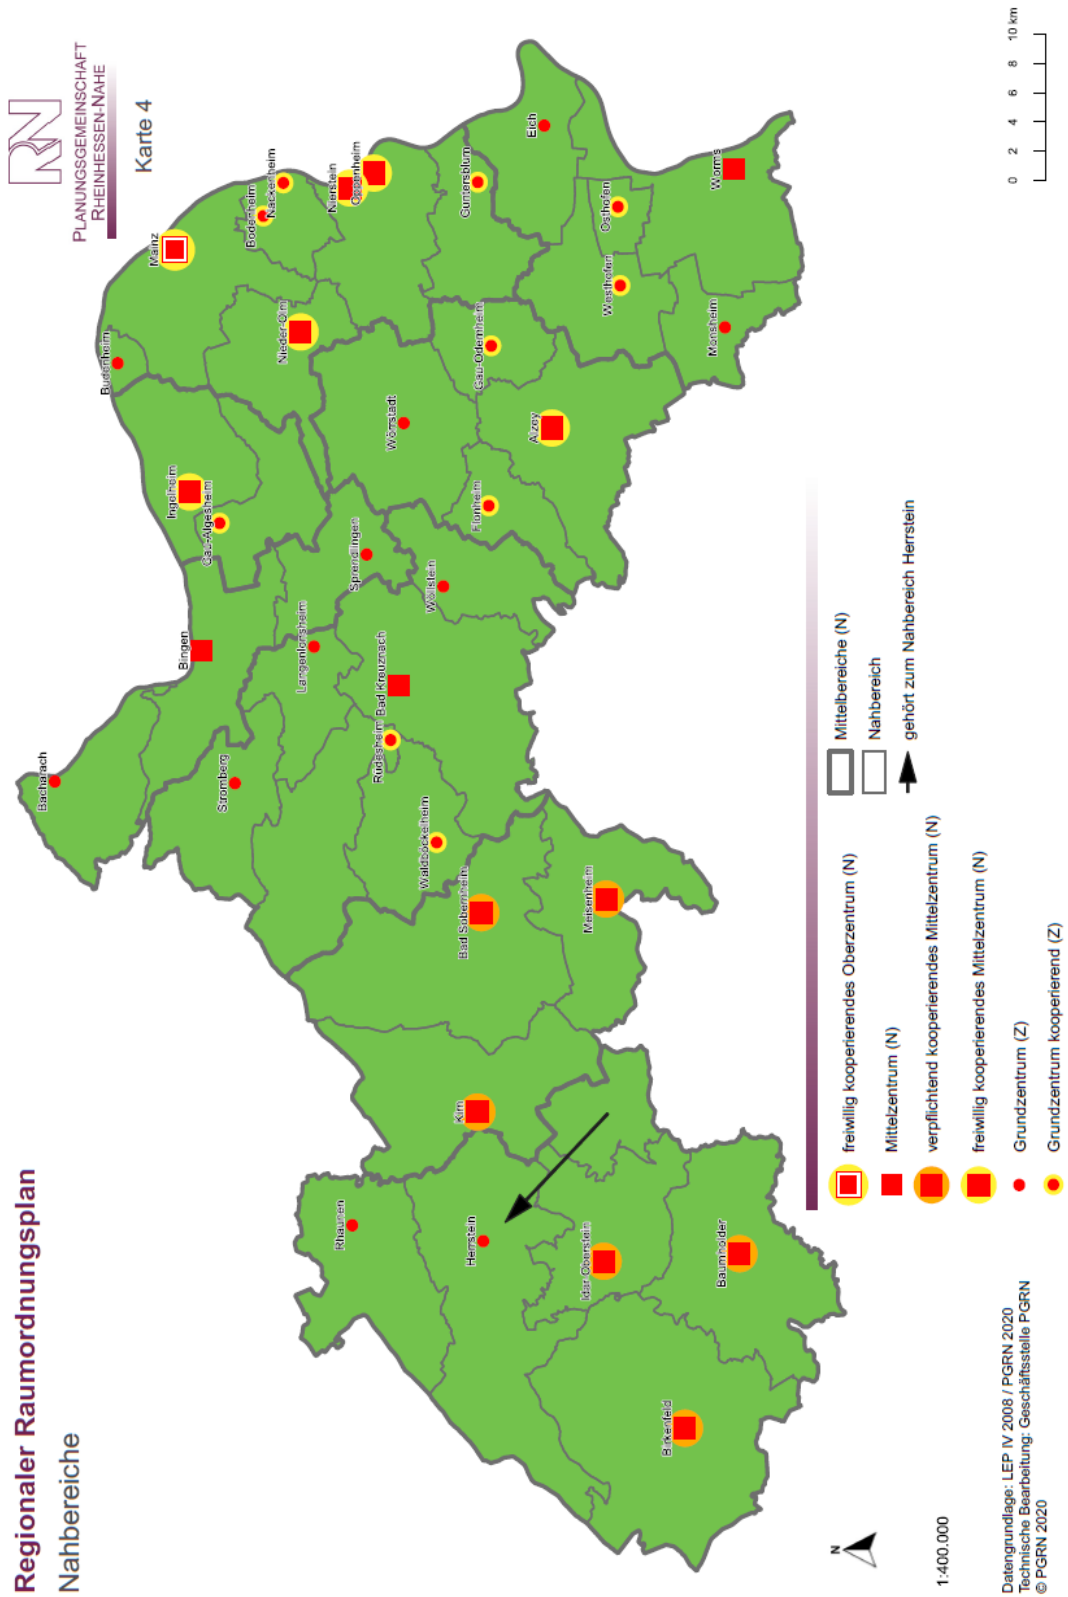 Regionaler Raumordnungsplan
Nahbereiche
RN
PLANUNGSGEMEINSCHAFT
RHEINHESSEN-NAHE
Karte 4
Bacharach
Budenheim
Mainz
Bodenheim
Nackenheim
Ingelheim
Gau-Algesheim
Bingen
Nieder-Olm
Nierstein
Oppenheim
Stromberg
Langenlonsheim
Sprendlingen
Wörrstadt
Guntersblum
Eich
Rhaunen
Rüdesheim
Bad Kreuznach
Wöllstein
Flonheim
Gau-Odernheim
Waldböckelheim
Alzey
Westhofen
Osthofen
Herrstein
Kirn
Bad Sobernheim
Meisenheim
Monsheim
Worms
Idar-Oberstein
Birkenfeld
Baumholder
N
1:400.000
freiwillig kooperierendes Oberzentrum (N)
Mittelzentrum (N)
verpflichtend kooperierendes Mittelzentrum (N)
freiwillig kooperierendes Mittelzentrum (N)
Grundzentrum (Z)
Grundzentrum kooperierend (Z)
Mittelbereiche (N)
Nahbereich
gehört zum Nahbereich Herrstein
0 2 4 6 8 10 km
Datengrundlage: LEP IV 2008 / PGRN 2020
Technische Bearbeitung: Geschäftsstelle PGRN
© PGRN 2020